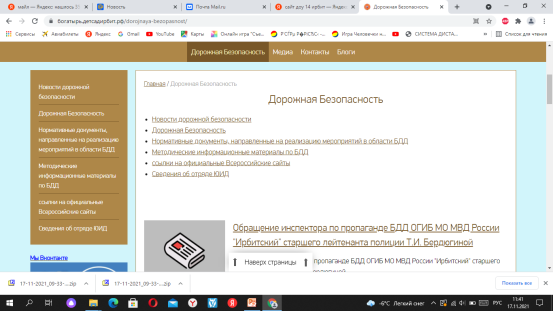 майл — Яндекс: нашлось 29
Новость
Почта Mail.ru
сайт доу 14 ирбит — Яндекс
Дорожная Безопасность
богатырь.детсадирбит.рф/dorojnaya-bezopasnost/
Сервисы Авиабилеты Яндекс Gmail YouTube Маркет Карты Онлайн игра "Сы... Игра Человечки и... СИСТЕМА ДИСТА... Список для чтения
Дорожная Безопасность Медиа Контакты Блоги
Новости дорожной
безопасности
Дорожная Безопасность
Нормативные документы,
направленные на реализацию
мероприятий в области БДД
Методические
информационные материалы
по БДД
ссылки на официальные
Всероссийские сайты
Сведения об отряде ЮИД
Мы Вконтакте
Главная / Дорожная Безопасность
Дорожная Безопасность
Новости дорожной безопасности
Дорожная Безопасность
Нормативные документы, направленные на реализацию мероприятий в области БДД
Методические информационные материалы по БДД
ссылки на официальные Всероссийские сайты
Сведения об отряде ЮИД
Обращение инспектора по пропаганде БДД ОГИБ МО МВД России
"Ирбитский" старшего лейтенанта полиции Т.И. Бердюгиной
пропаганде БДД ОГИБ МО МВД России "Ирбитский" старшего
Наверх страницы
17-11-2021_09-33-....zip
17-11-2021_09-33-....zip
Показать все
-6°C Легкий снег
РУС
11:41
17.11.2021